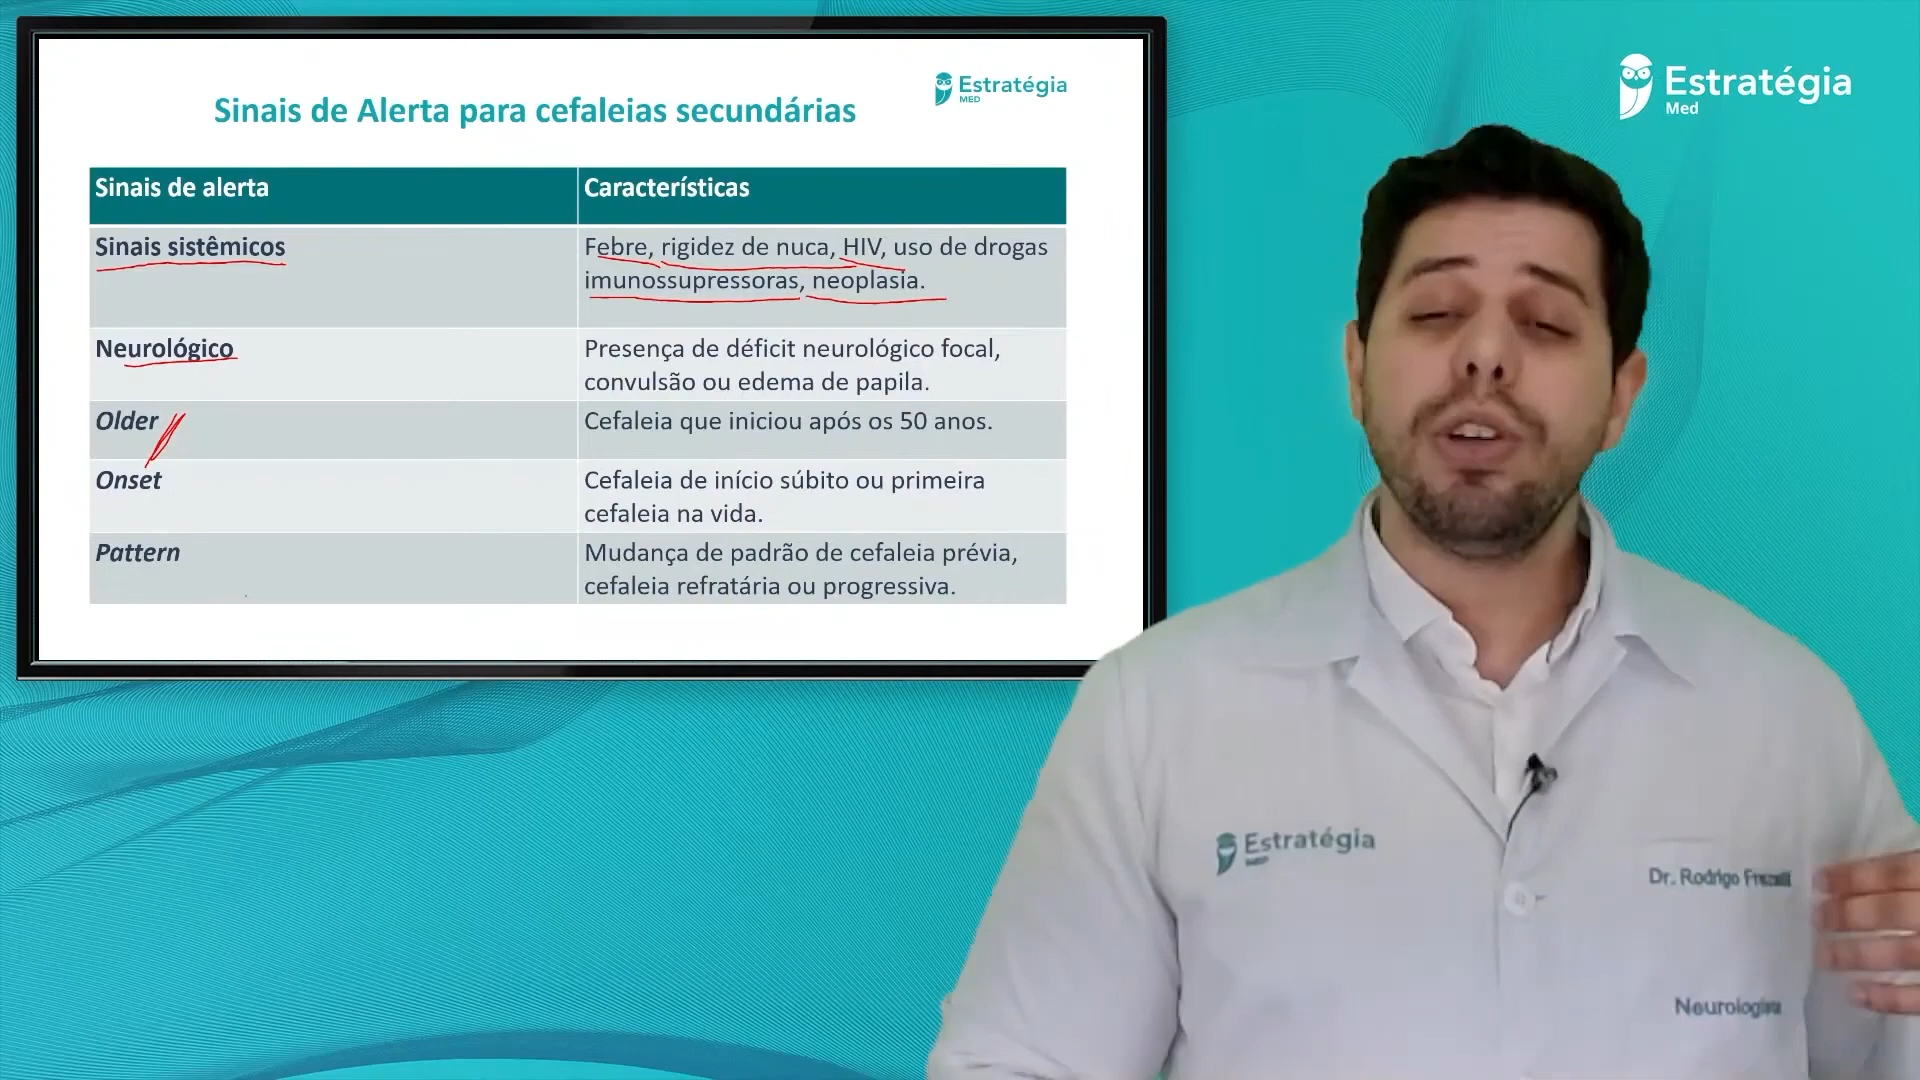 Sinais de Alerta para cefaleias secundárias
Estratégia
MED
Sinais de alerta
Características
Sinais sistêmicos
Febre, rigidez de nuca, HIV, uso de drogas
imunossupressoras, neoplasia.
Neurológico
Presença de déficit neurológico focal,
convulsão ou edema de papila.
Older
Cefaleia que iniciou após os 50 anos.
Onset
Cefaleia de início súbito ou primeira
cefaleia na vida.
Pattern
Mudança de padrão de cefaleia prévia,
cefaleia refratária ou progressiva.
Estratégia
Med
Estratégia
MED
Dr. Rodrigo
Neurologista